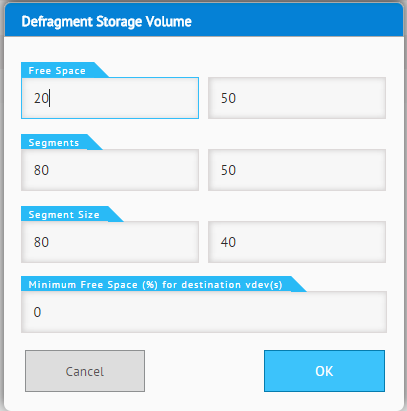 Defragment Storage Volume
Free Space
20 50
Segments
80 50
Segment Size
80 40
Minimum Free Space (%) for destination vdev(s)
0
Cancel OK